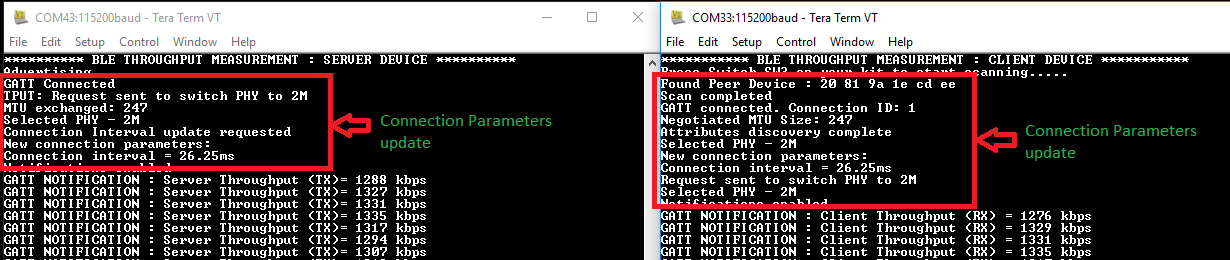 COM43:115200baud - Tera Term VT
File Edit Setup Control Window Help
*********** BLE THROUGHPUT MEASUREMENT : SERVER DEVICE ***********
Advertising
GATT Connected
TPUT: Request sent to switch PHY to 2M
MTU exchanged: 247
Selected PHY - 2M
Connection Interval update requested
New connection parameters:
Connection interval = 26.25ms
Notifications enabled
GATT NOTIFICATION : Server Throughput (TX)= 1288 kbps
GATT NOTIFICATION : Server Throughput (TX)= 1327 kbps
GATT NOTIFICATION : Server Throughput (TX)= 1331 kbps
GATT NOTIFICATION : Server Throughput (TX)= 1335 kbps
GATT NOTIFICATION : Server Throughput (TX)= 1317 kbps
GATT NOTIFICATION : Server Throughput (TX)= 1294 kbps
GATT NOTIFICATION : Server Throughput (TX)= 1307 kbps
Connection Parameters
update
COM33:115200baud - Tera Term VT
File Edit Setup Control Window Help
*********** BLE THROUGHPUT MEASUREMENT : CLIENT DEVICE ***********
Press Switch SW2 on your kit to start scanning.....
Found Peer Device : 20 81 9a 1e cd ee
Scan completed
GATT connected. Connection ID: 1
Negotiated MTU Size: 247
Attributes discovery complete
Selected PHY - 2M
New connection parameters:
Connection interval = 26.25ms
Request sent to switch PHY to 2M
Selected PHY - 2M
Notifications enabled
GATT NOTIFICATION : Client Throughput (RX) = 1276 kbps
GATT NOTIFICATION : Client Throughput (RX) = 1329 kbps
GATT NOTIFICATION : Client Throughput (RX) = 1331 kbps
GATT NOTIFICATION : Client Throughput (RX) = 1335 kbps
Connection Parameters
update